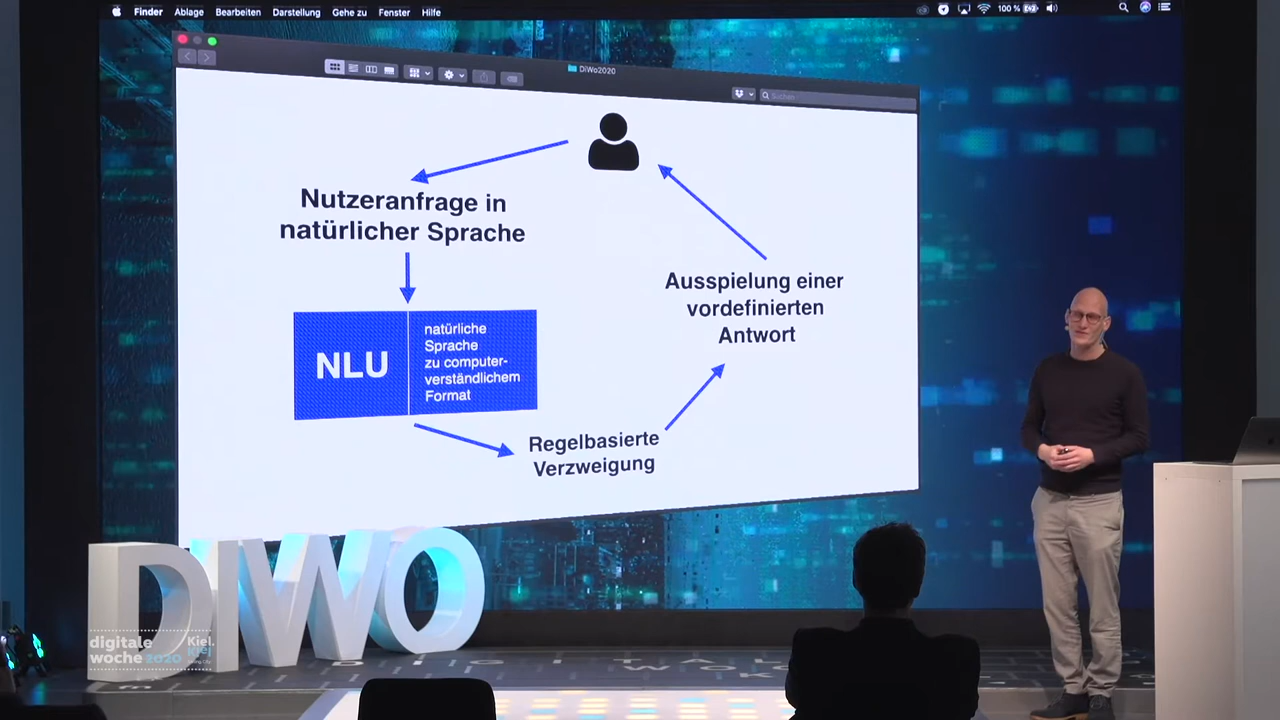 Finder Ablage Bearbeiten Darstellung Gehe zu Fenster Hilfe
100 %
DiWo2020
Suchen
Nutzeranfrage in
natürlicher Sprache
NLU
natürliche
Sprache
zu computer-
verständlichem
Format
Regelbasierte
Verzweigung
Ausspielung einer
vordefinierten
Antwort
DIWO
digitale
woche 2020
Kiel.